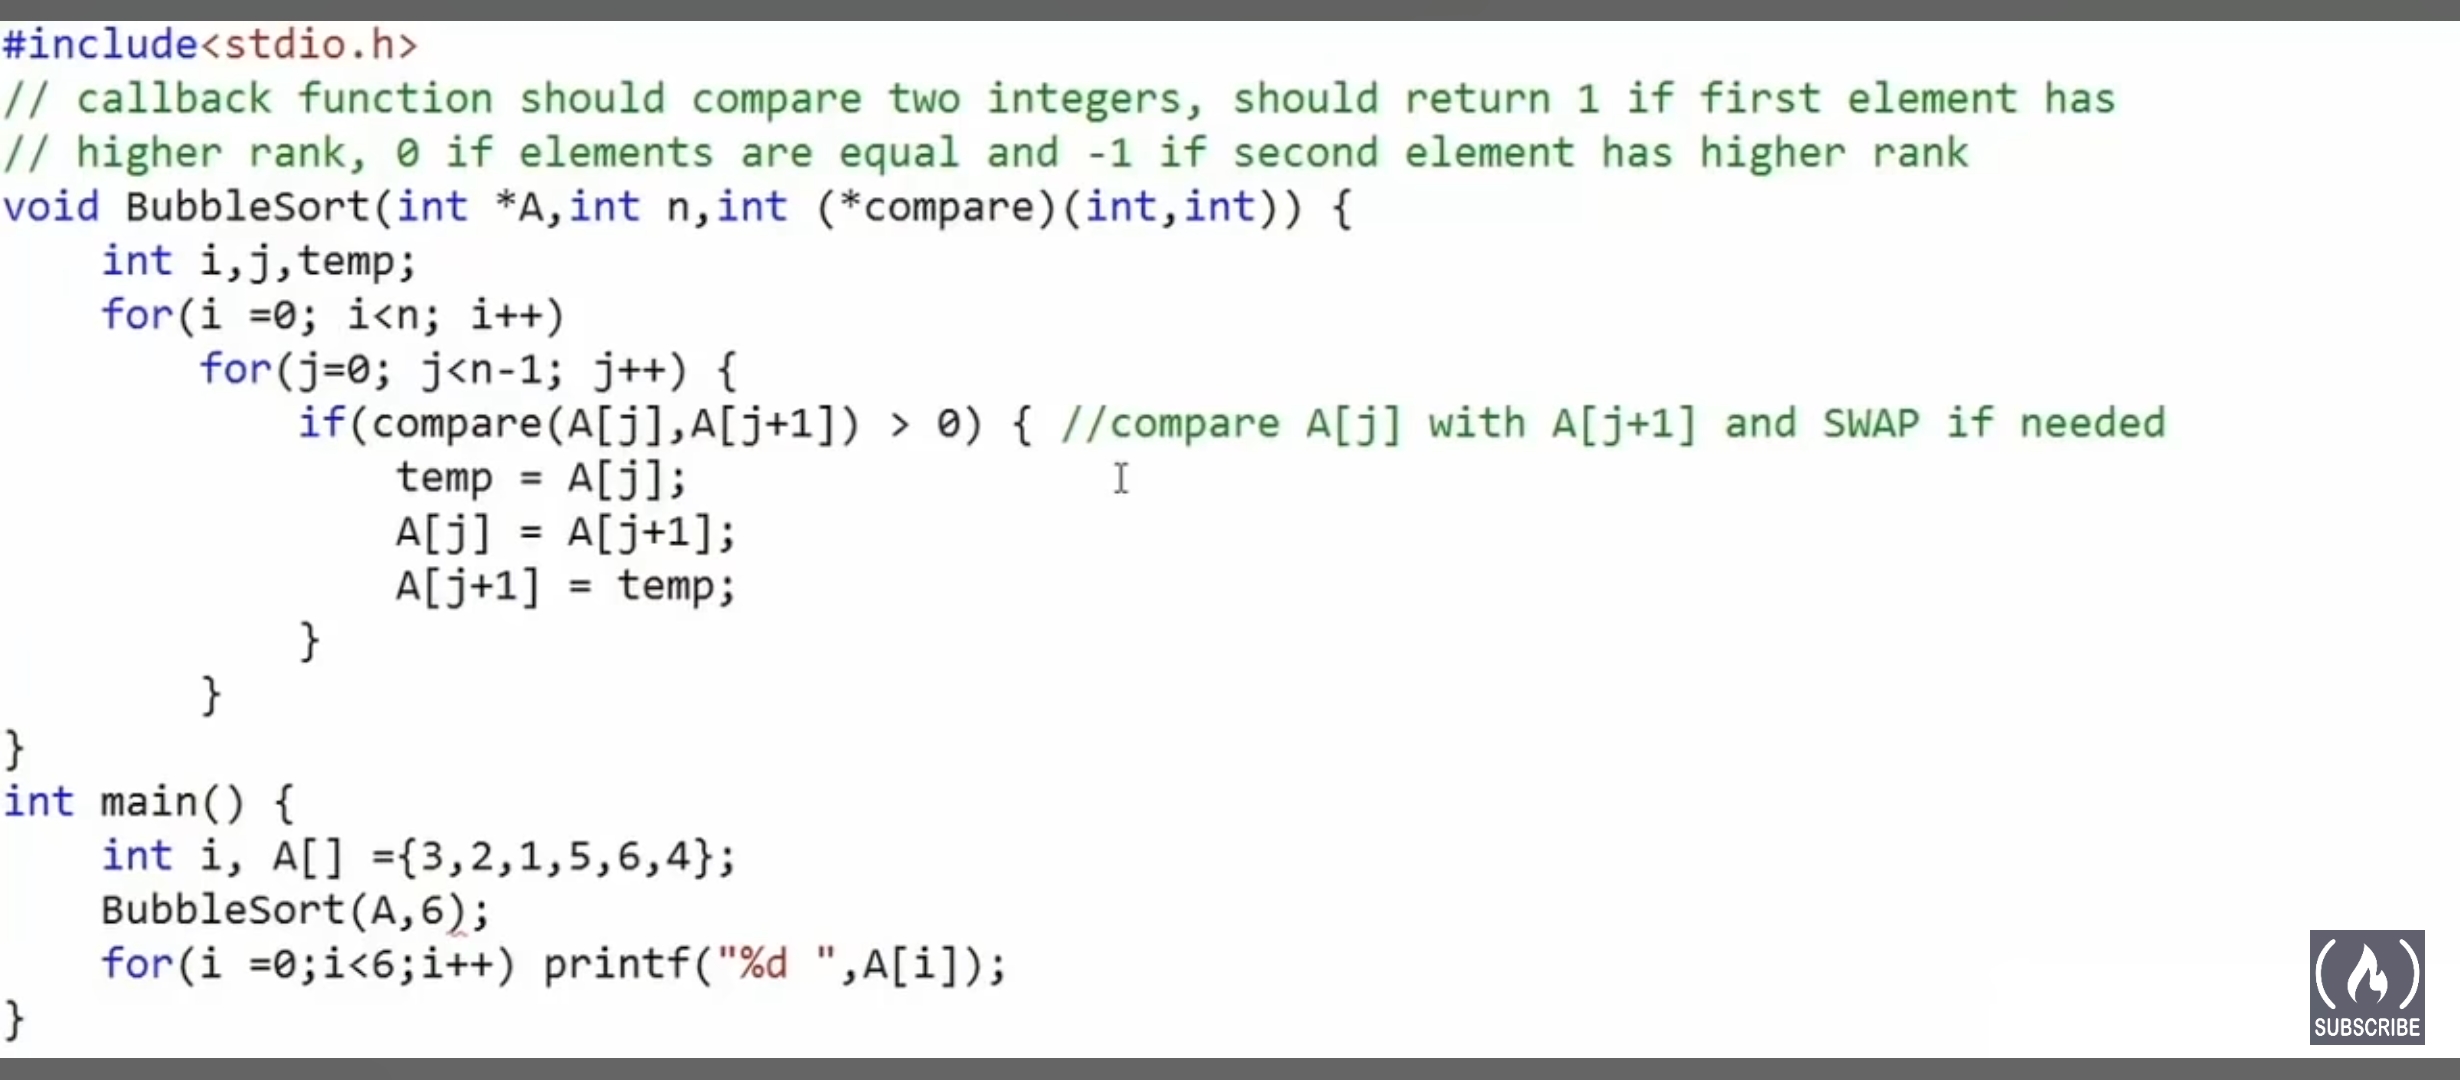 #include<stdio.h>
// callback function should compare two integers, should return 1 if first element has
// higher rank, 0 if elements are equal and -1 if second element has higher rank
void BubbleSort(int *A,int n,int (*compare)(int,int)) {
    int i,j,temp;
    for(i =0; i<n; i++)
        for(j=0; j<n-1; j++) {
            if(compare(A[j],A[j+1]) > 0) { //compare A[j] with A[j+1] and SWAP if needed
                temp = A[j];
                A[j] = A[j+1];
                A[j+1] = temp;
            }
        }
}
int main() {
    int i, A[] ={3,2,1,5,6,4};
    BubbleSort(A,6);
    for(i =0;i<6;i++) printf("%d ",A[i]);
}
SUBSCRIBE